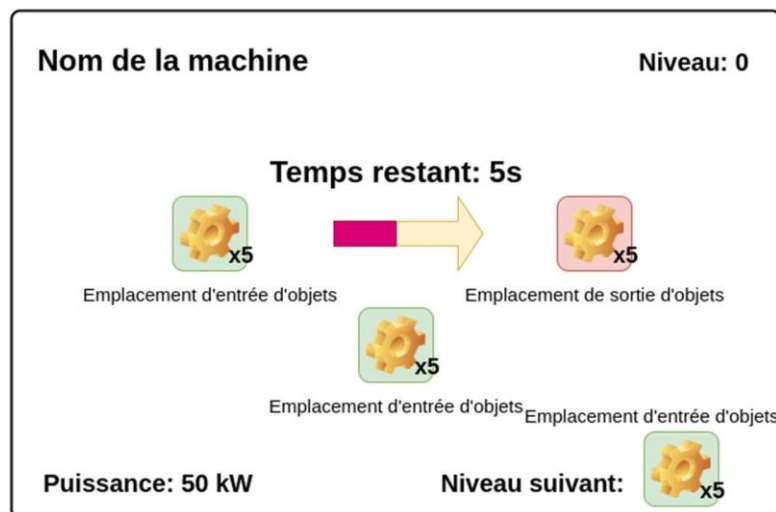 Nom de la machine
Niveau: 0
Temps restant: 5s
x5
x5
Emplacement d'entrée d'objets
Emplacement de sortie d'objets
x5
Emplacement d'entrée d'objets
Emplacement d'entrée d'objets
Puissance: 50 kW
Niveau suivant:
x5